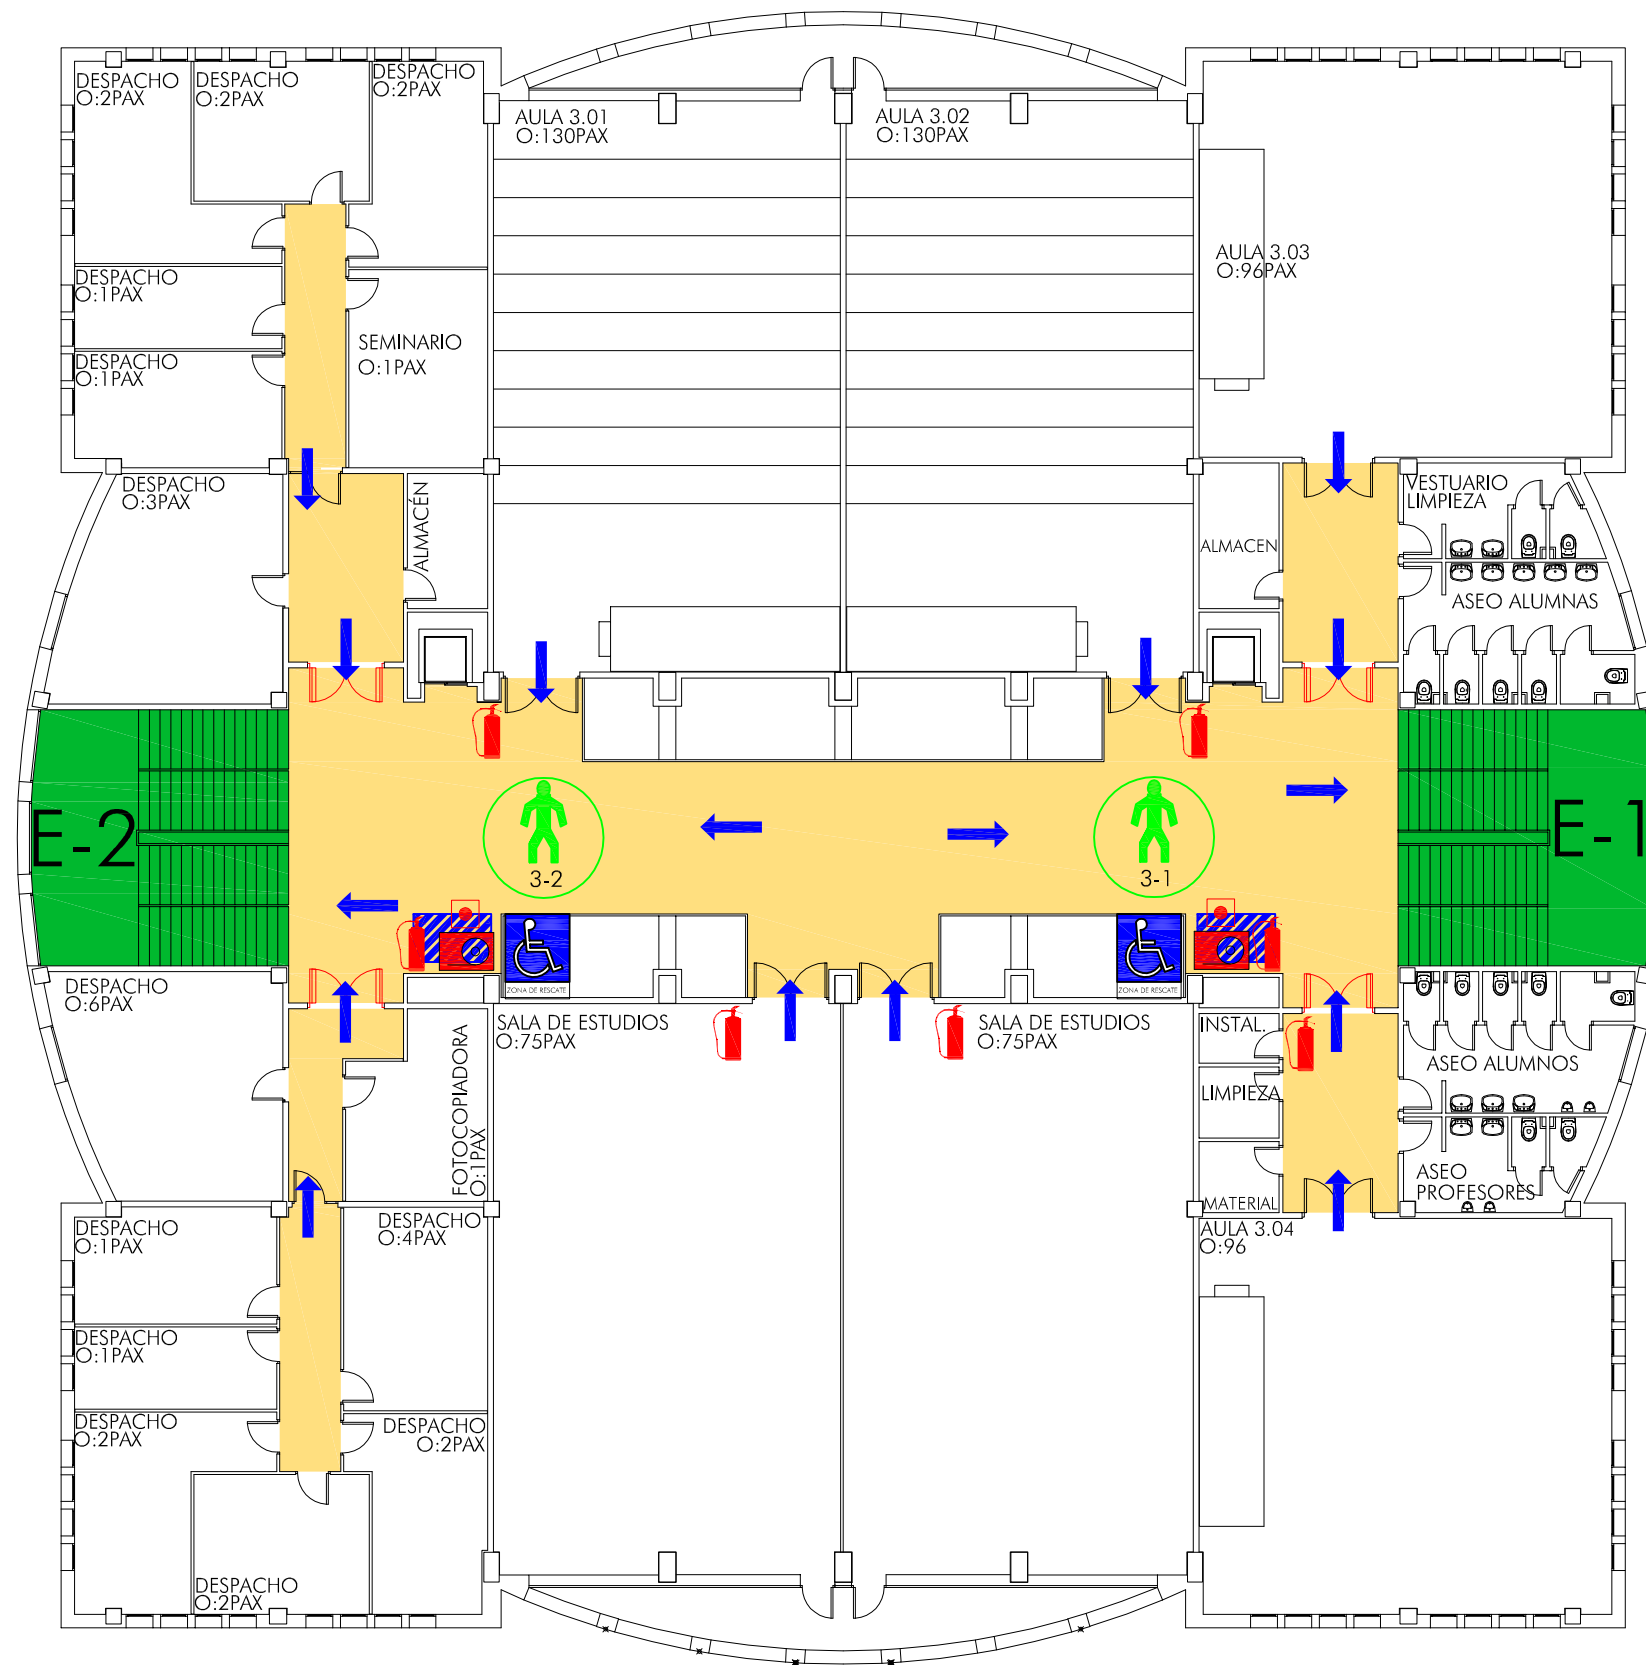 DESPACHO
O:2PAX
DESPACHO
O:2PAX
DESPACHO
O:2PAX
AULA 3.01
O:130PAX
AULA 3.02
O:130PAX
AULA 3.03
O:96PAX
DESPACHO
O:1PAX
SEMINARIO
O:1PAX
DESPACHO
O:1PAX
DESPACHO
O:3PAX
ALMACÉN
ALMACEN
VESTUARIO
LIMPIEZA
ASEO ALUMNAS
E-2
3-2
3-1
E-1
ZONA DE RESCATE
ZONA DE RESCATE
DESPACHO
O:6PAX
FOTOCOPIADORA
O:1PAX
SALA DE ESTUDIOS
O:75PAX
SALA DE ESTUDIOS
O:75PAX
INSTAL.
LIMPIEZA
MATERIAL
ASEO ALUMNOS
ASEO
PROFESORES
AULA 3.04
O:96
DESPACHO
O:1PAX
DESPACHO
O:4PAX
DESPACHO
O:1PAX
DESPACHO
O:2PAX
DESPACHO
O:2PAX
DESPACHO
O:2PAX